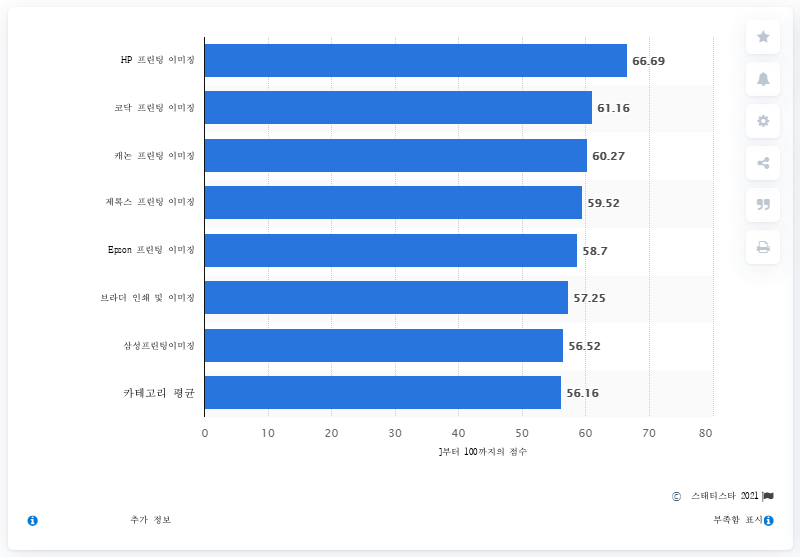 HP 프린팅 이미징 66.69
코닥 프린팅 이미징 61.16
캐논 프린팅 이미징 60.27
제록스 프린팅 이미징 59.52
Epson 프린팅 이미징 58.7
브라더 인쇄 및 이미징 57.25
삼성프린팅이미징 56.52
카테고리 평균 56.16
0 10 20 30 40 50 60 70 80
]부터 100까지의 점수
© 스태티스타 2021
추가 정보 부족함 표시